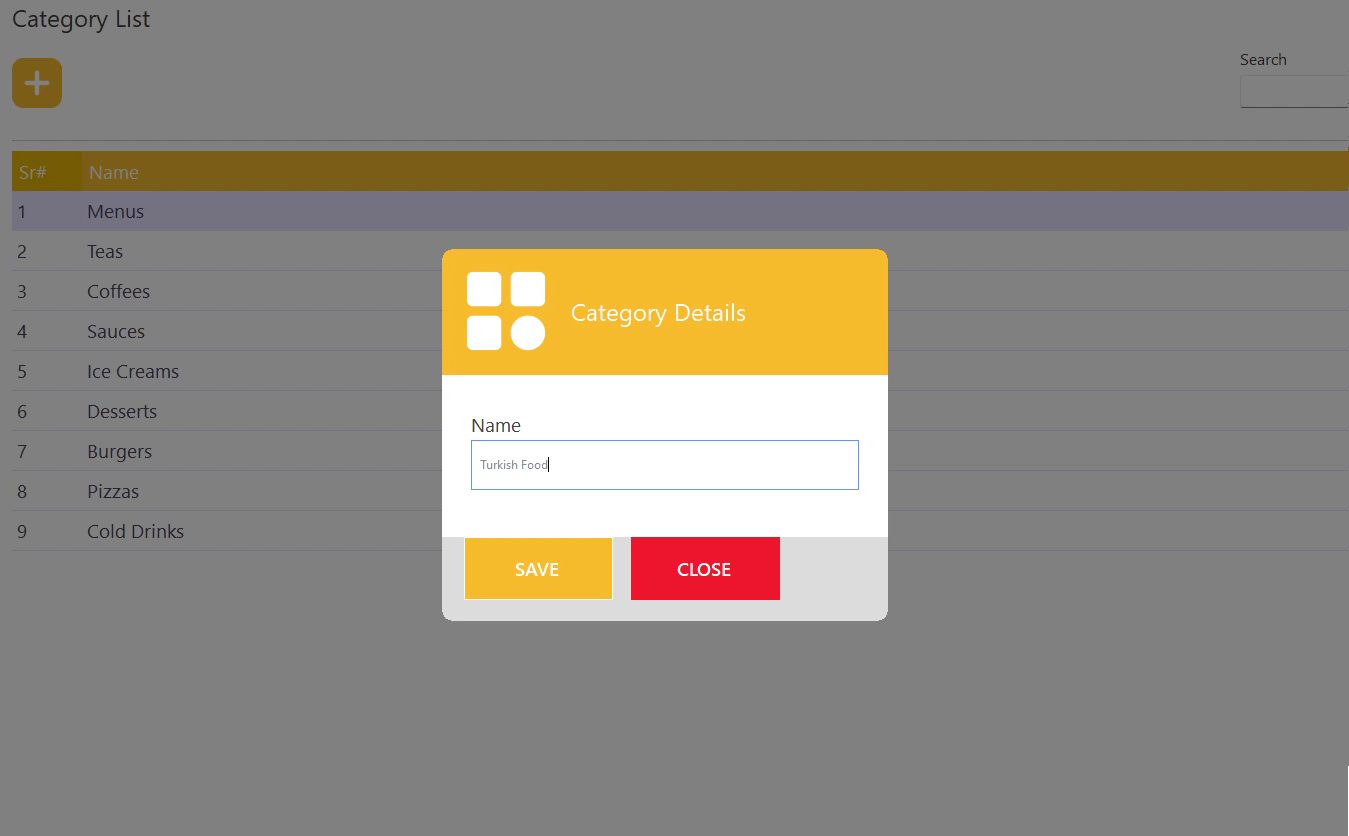 Category List
Search
Sr# Name
1 Menus
2 Teas
3 Coffees
4 Sauces
5 Ice Creams
6 Desserts
7 Burgers
8 Pizzas
9 Cold Drinks
Category Details
Name
Turkish Food
SAVE CLOSE